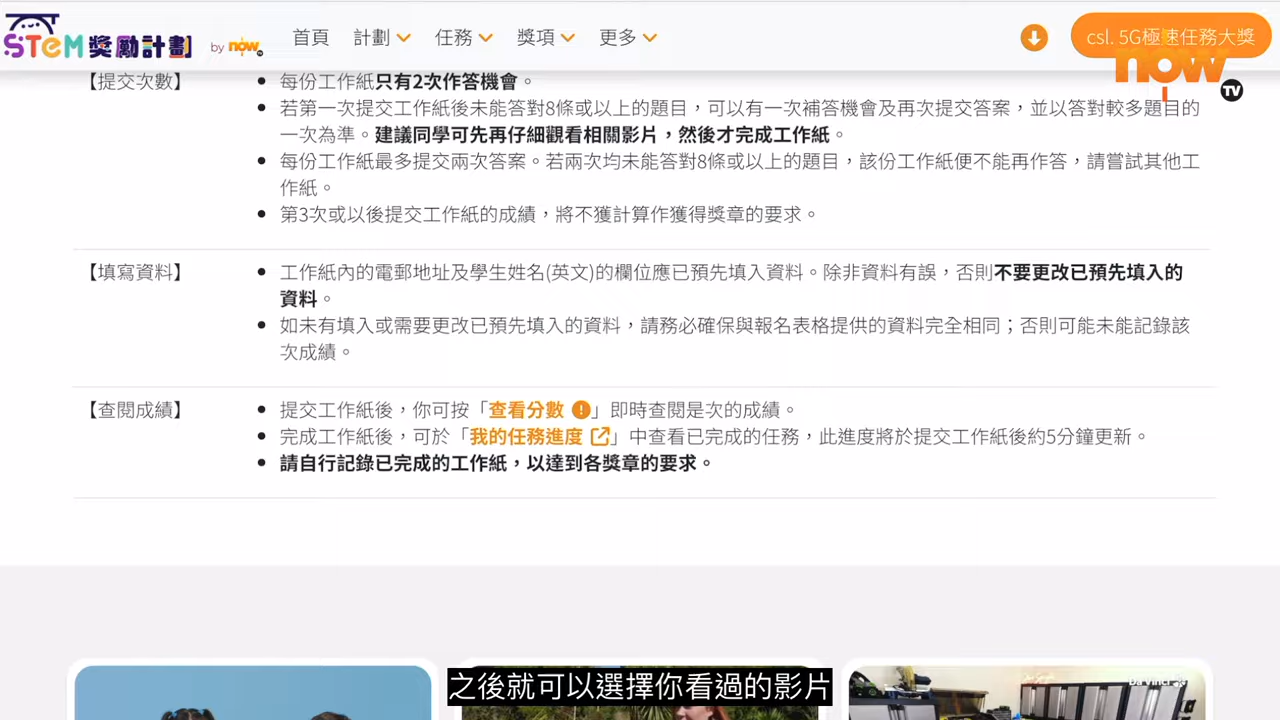 STeM獎勵計劃 by now TV 首頁 計劃 任務 獎項 更多 csl. 5G極速任務大獎
now TV
【提交次數】
• 每份工作紙只有2次作答機會。
• 若第一次提交工作紙後未能答對8條或以上的題目，可以有一次補答機會及再次提交答案，並以答對較多題目的
一次為準。建議同學可先再仔細觀看相關影片，然後才完成工作紙。
• 每份工作紙最多提交兩次答案。若兩次均未能答對8條或以上的題目，該份工作紙便不能再作答，請嘗試其他工
作紙。
• 第3次或以後提交工作紙的成績，將不獲計算作獲得獎章的要求。
【填寫資料】
• 工作紙內的電郵地址及學生姓名(英文)的欄位應已預先填入資料。除非資料有誤，否則不要更改已預先填入的
資料。
• 如未有填入或需要更改已預先填入的資料，請務必確保與報名表格提供的資料完全相同；否則可能未能記錄該
次成績。
【查閱成績】
• 提交工作紙後，你可按「查看分數 !」即時查閱是次的成績。
• 完成工作紙後，可於「我的任務進度」中查看已完成的任務，此進度將於提交工作紙後約5分鐘更新。
• 請自行記錄已完成的工作紙，以達到各獎章的要求。
之後就可以選擇你看過的影片
Da Vinci